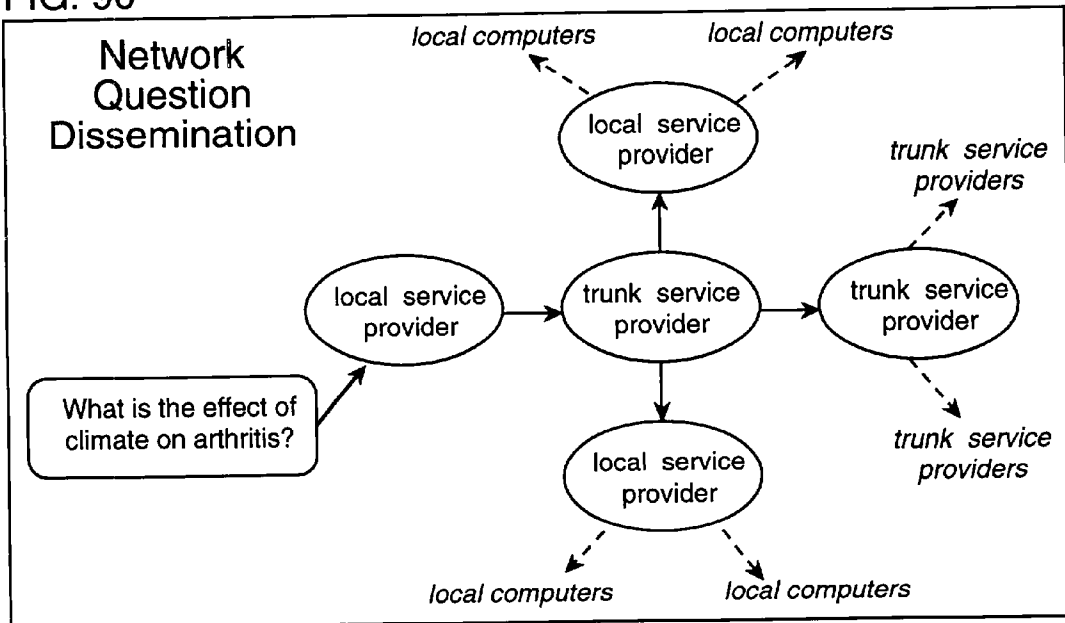 Network
Question
Dissemination
local computers
local computers
local service
provider
trunk service
providers
local service
provider
trunk service
provider
trunk service
provider
What is the effect of
climate on arthritis?
local service
provider
trunk service
providers
local computers
local computers